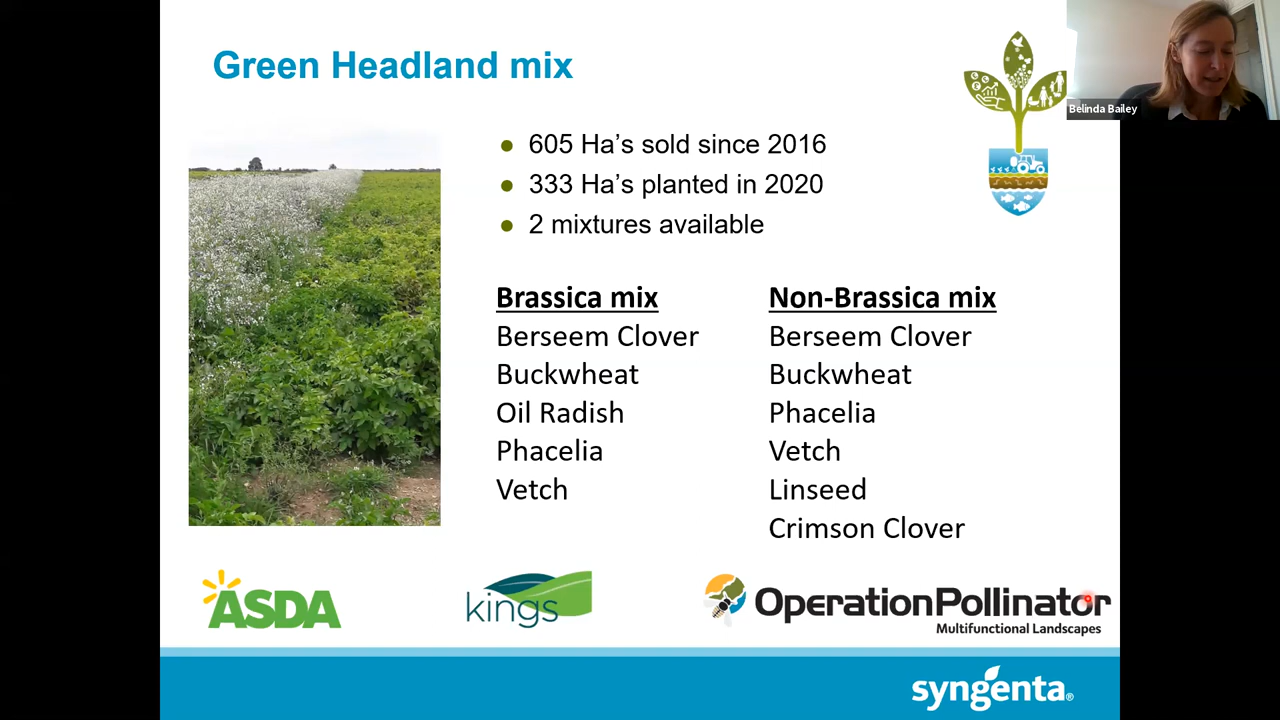 Green Headland mix
Belinda Bailey
605 Ha's sold since 2016
333 Ha's planted in 2020
2 mixtures available
Brassica mix
Berseem Clover
Buckwheat
Oil Radish
Phacelia
Vetch
Non-Brassica mix
Berseem Clover
Buckwheat
Phacelia
Vetch
Linseed
Crimson Clover
ASDA
kings
OperationPollinator
Multifunctional Landscapes
syngenta®